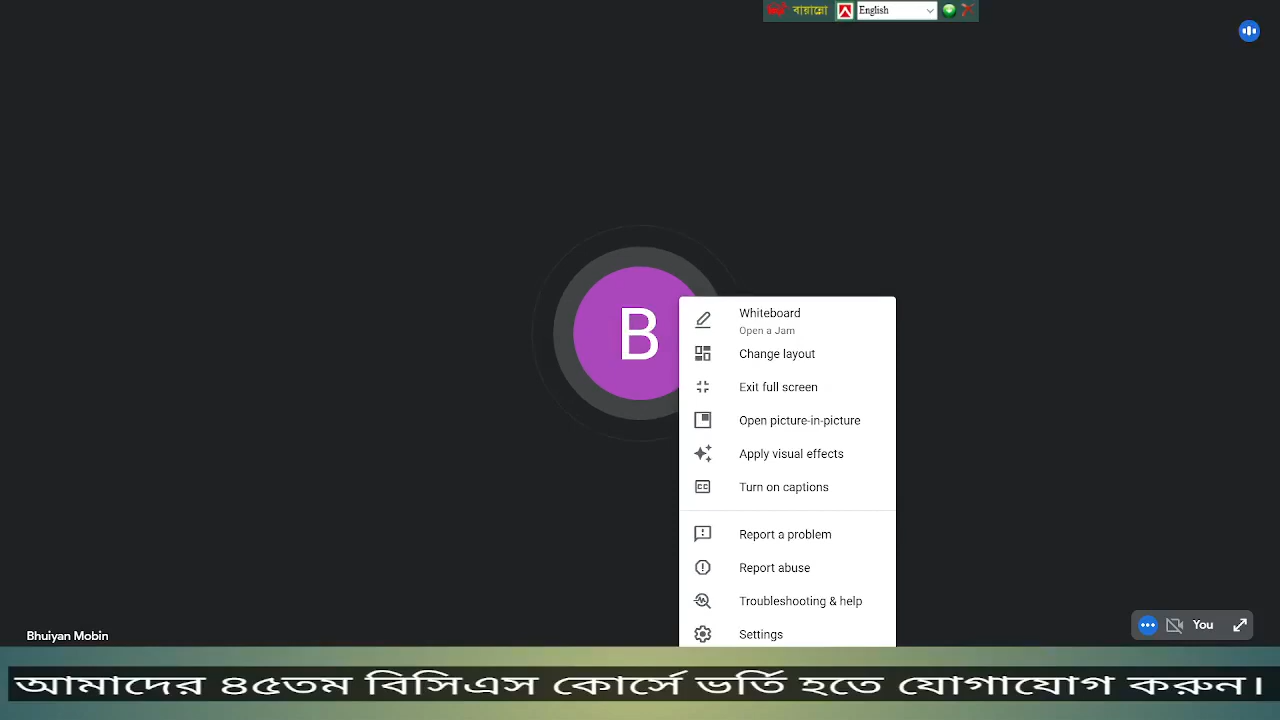 বায়ান্নো
English
B
Whiteboard
Open a Jam
Change layout
Exit full screen
Open picture-in-picture
Apply visual effects
CC
Turn on captions
Report a problem
Report abuse
Troubleshooting & help
Settings
Bhuiyan Mobin
You
আমাদের ৪৫তম বিসিএস কোর্সে ভর্তি হতে যোগাযোগ করুন।